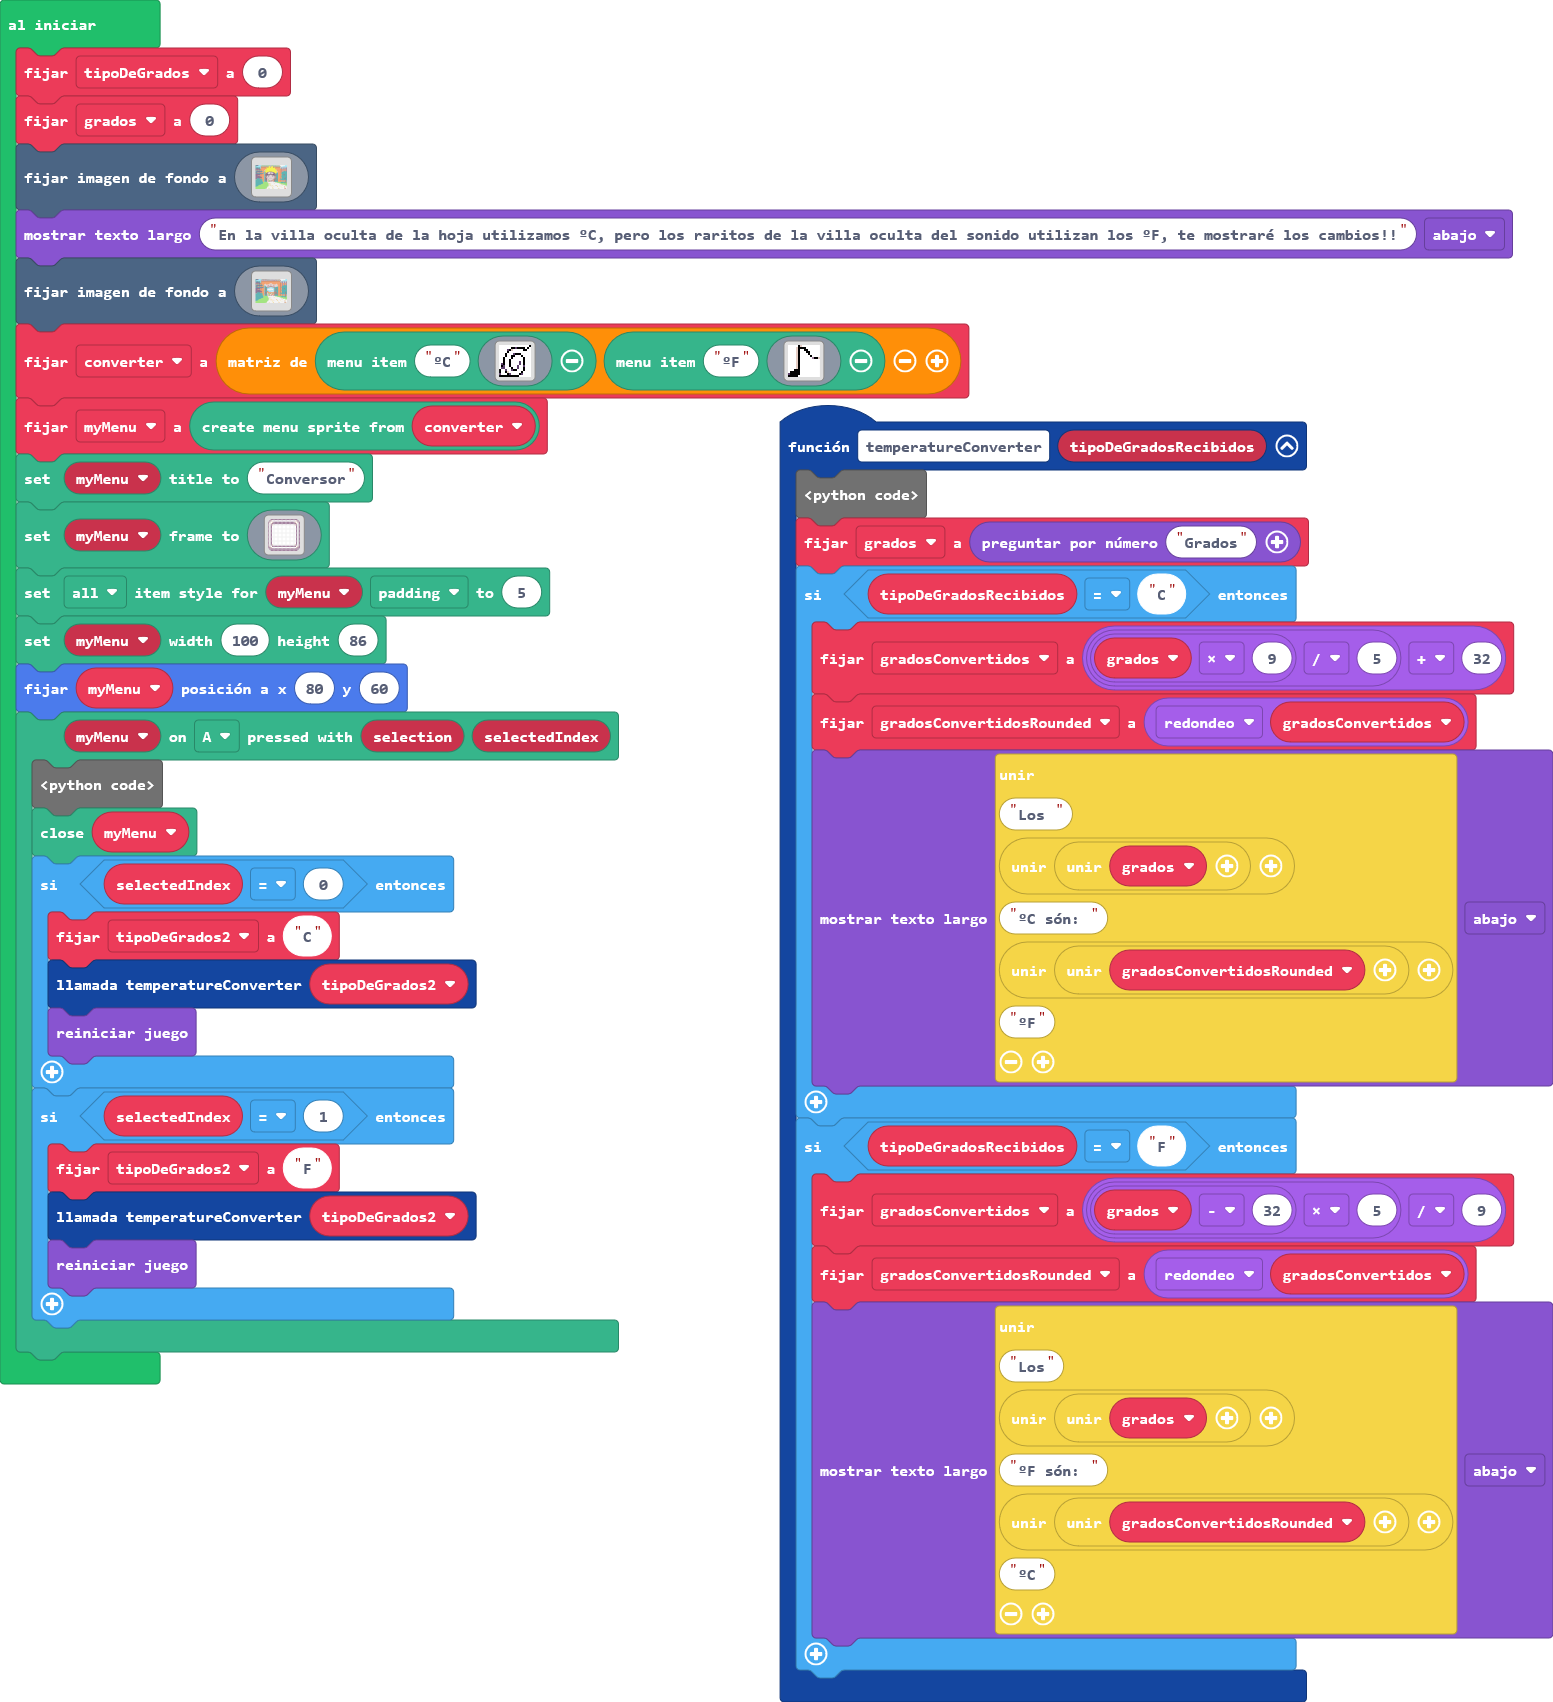 al iniciar
fijar tipoDeGrados a 0
fijar grados a 0
fijar imagen de fondo a
mostrar texto largo "En la villa oculta de la hoja utilizamos ºC, pero los raritos de la villa oculta del sonido utilizan los ºF, te mostraré los cambios!!" abajo
fijar imagen de fondo a
fijar converter a matriz de menu item "ºC" menu item "ºF"
fijar myMenu a create menu sprite from converter
set myMenu title to "Conversor"
set myMenu frame to
set all item style for myMenu padding to 5
set myMenu width 100 height 86
fijar myMenu posición a x 80 y 60
myMenu on A pressed with selection selectedIndex
<python code>
close myMenu
si selectedIndex = 0 entonces
fijar tipoDeGrados2 a "C"
llamada temperatureConverter tipoDeGrados2
reiniciar juego
si selectedIndex = 1 entonces
fijar tipoDeGrados2 a "F"
llamada temperatureConverter tipoDeGrados2
reiniciar juego
función temperatureConverter tipoDeGradosRecibidos
<python code>
fijar grados a preguntar por número "Grados"
si tipoDeGradosRecibidos = "C" entonces
fijar gradosConvertidos a grados × 9 / 5 + 32
fijar gradosConvertidosRounded a redondeo gradosConvertidos
unir
"Los "
unir unir grados
mostrar texto largo "ºC són: " abajo
unir unir gradosConvertidosRounded
"ºF"
si tipoDeGradosRecibidos = "F" entonces
fijar gradosConvertidos a grados - 32 × 5 / 9
fijar gradosConvertidosRounded a redondeo gradosConvertidos
unir
"Los"
unir unir grados
mostrar texto largo "ºF són: " abajo
unir unir gradosConvertidosRounded
"ºC"